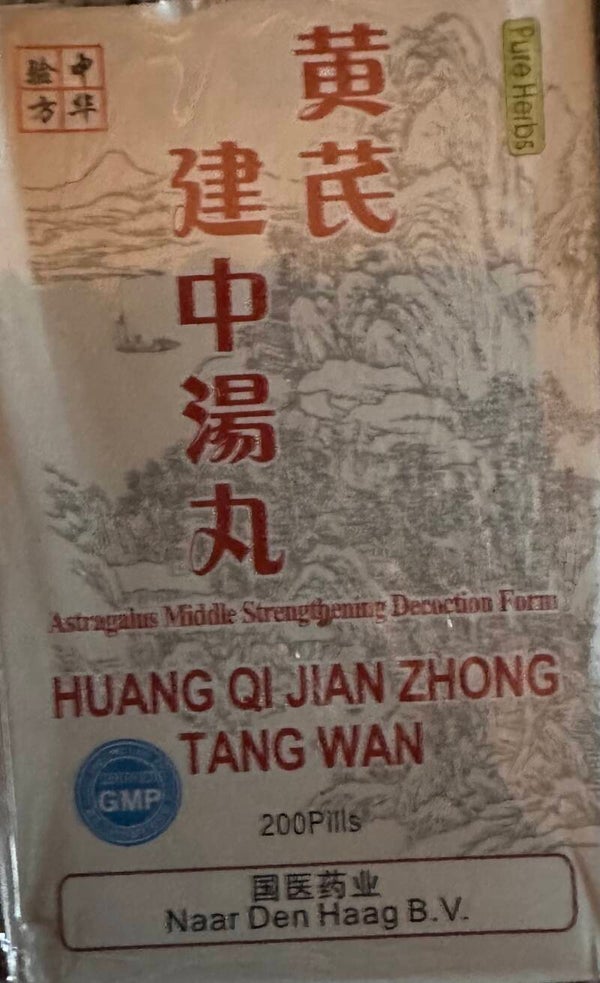 中华
验方
Pure Herbs
黄芪
建中湯丸
Astragalus Middle Strengthening Decoction Form
HUANG QI JIAN ZHONG
TANG WAN
GMP
200Pills
国医药业
Naar Den Haag B.V.